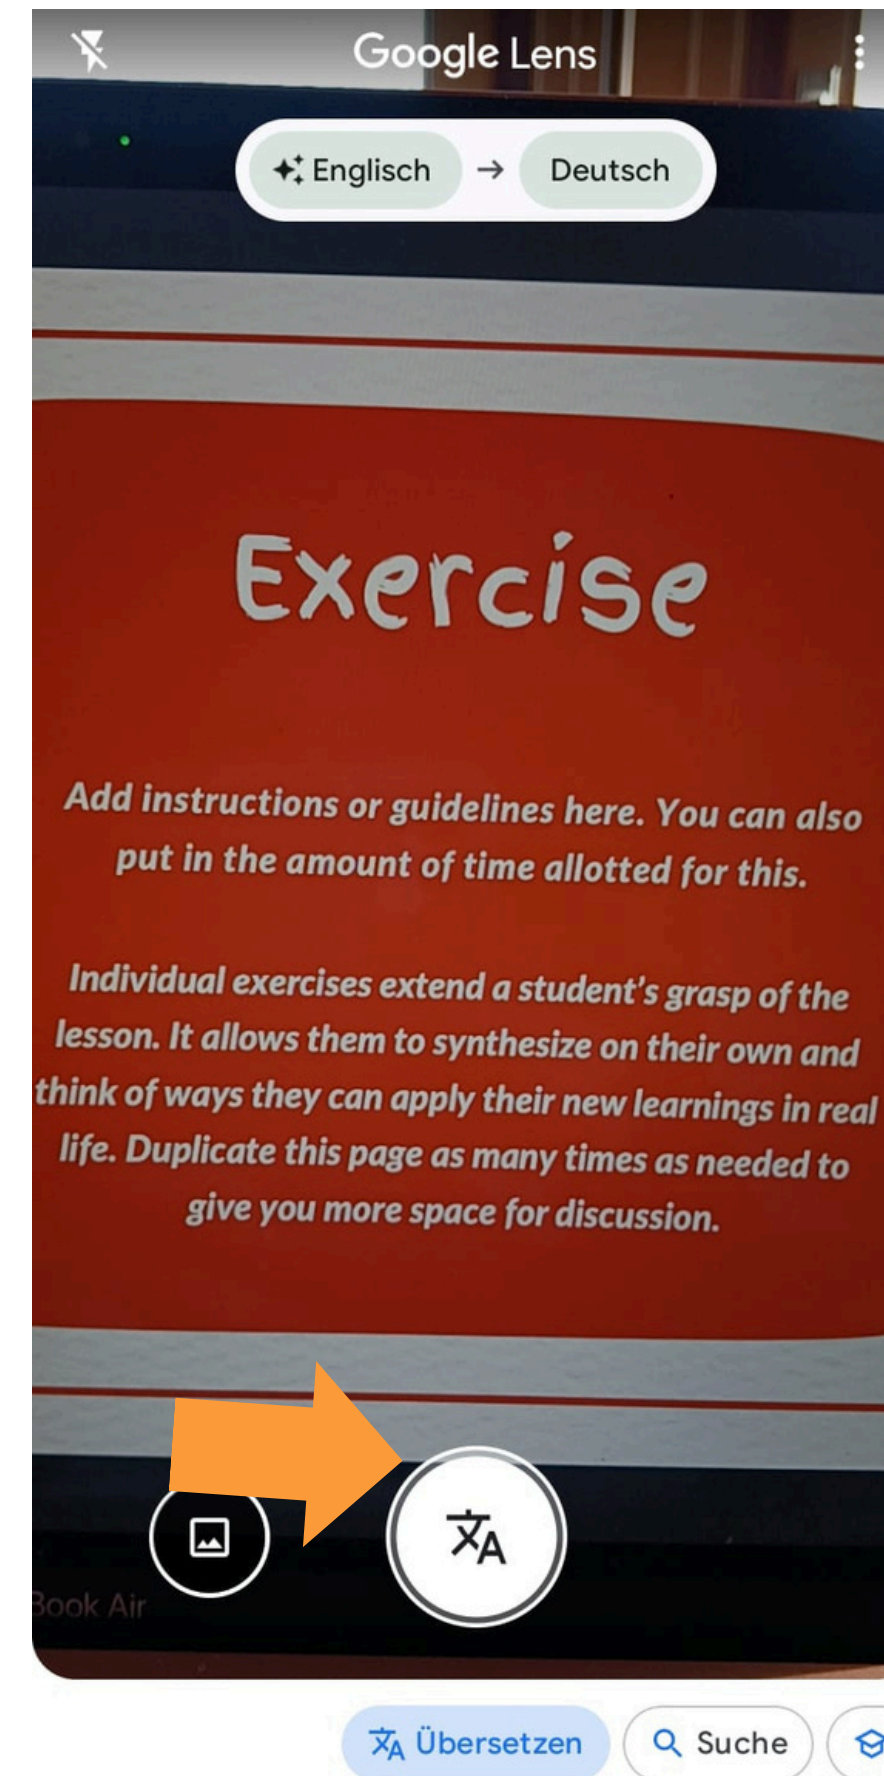 Google Lens
Englisch → Deutsch
Exercise
Add instructions or guidelines here. You can also
put in the amount of time allotted for this.
Individual exercises extend a student's grasp of the
lesson. It allows them to synthesize on their own and
think of ways they can apply their new learnings in real
life. Duplicate this page as many times as needed to
give you more space for discussion.
Book Air
Übersetzen Suche